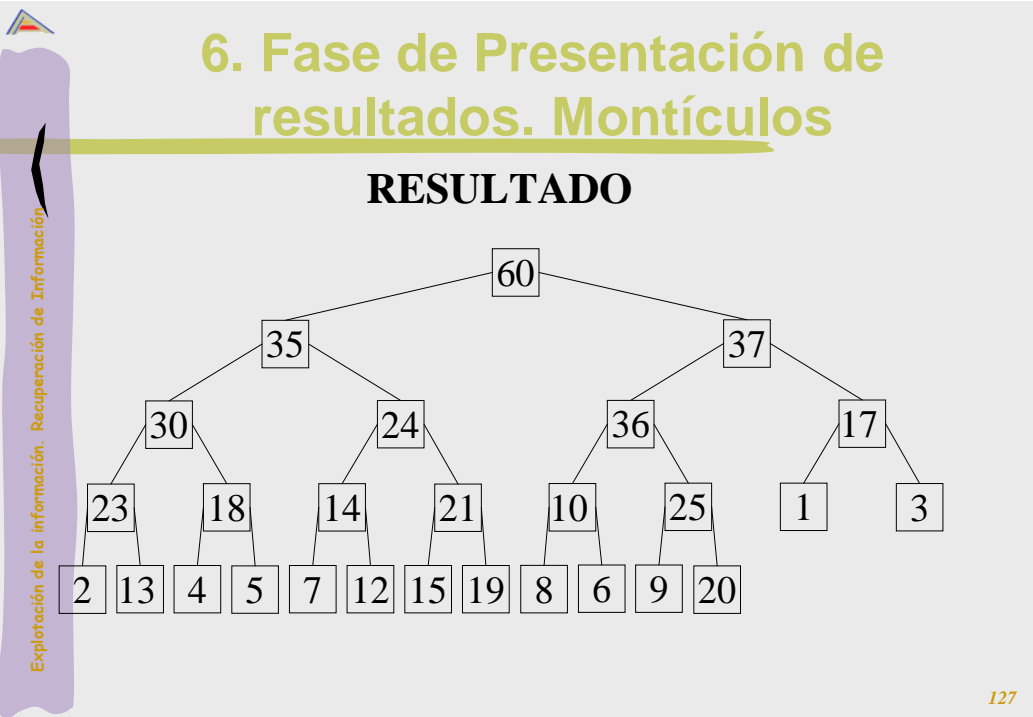 6. Fase de Presentación de
resultados. Montículos
RESULTADO
60
35 37
30 24 36 17
23 18 14 21 10 25 1 3
2 13 4 5 7 12 15 19 8 6 9 20
Explotación de la información. Recuperación de Información
127